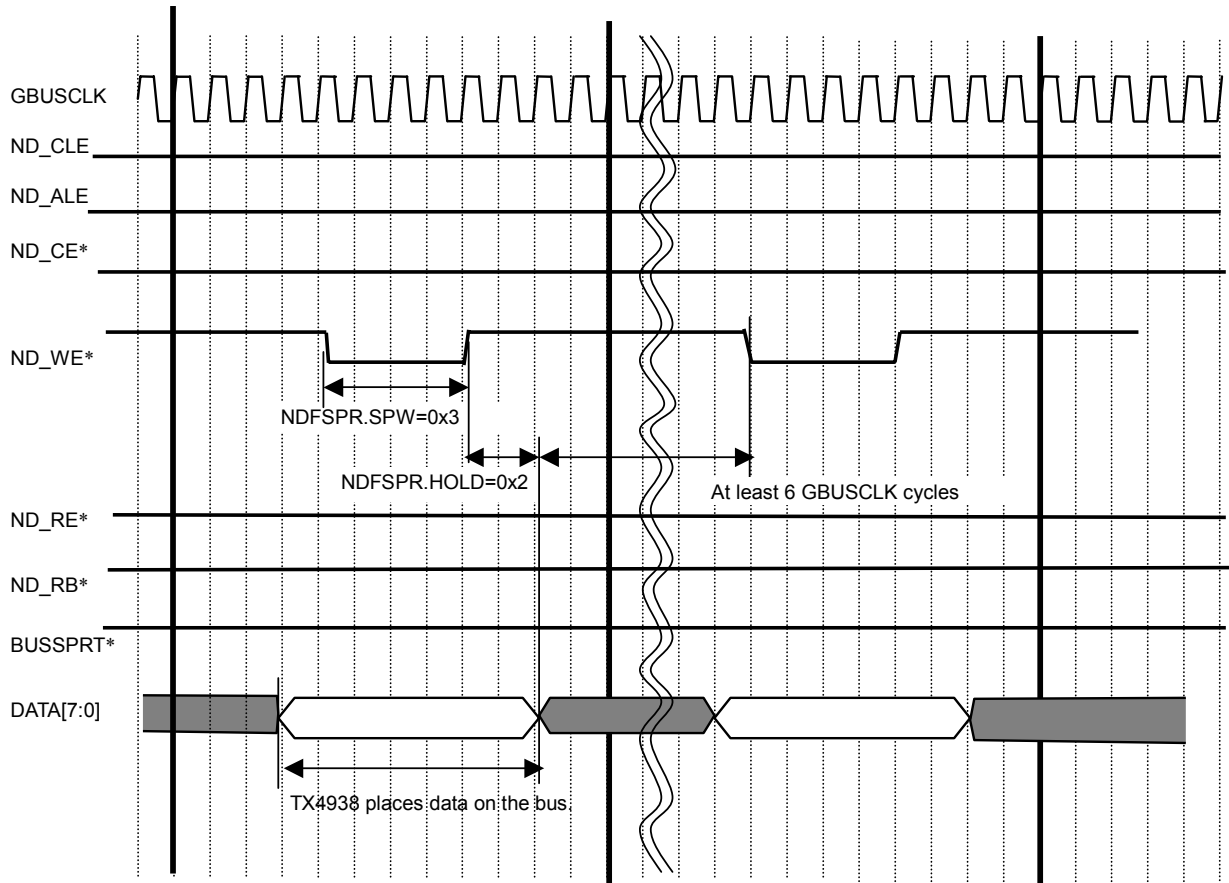 GBUSCLK
ND_CLE
ND_ALE
ND_CE*
ND_WE*
NDFSPR.SPW=0x3
NDFSPR.HOLD=0x2
At least 6 GBUSCLK cycles
ND_RE*
ND_RB*
BUSSPRT*
DATA[7:0]
TX4938 places data on the bus.